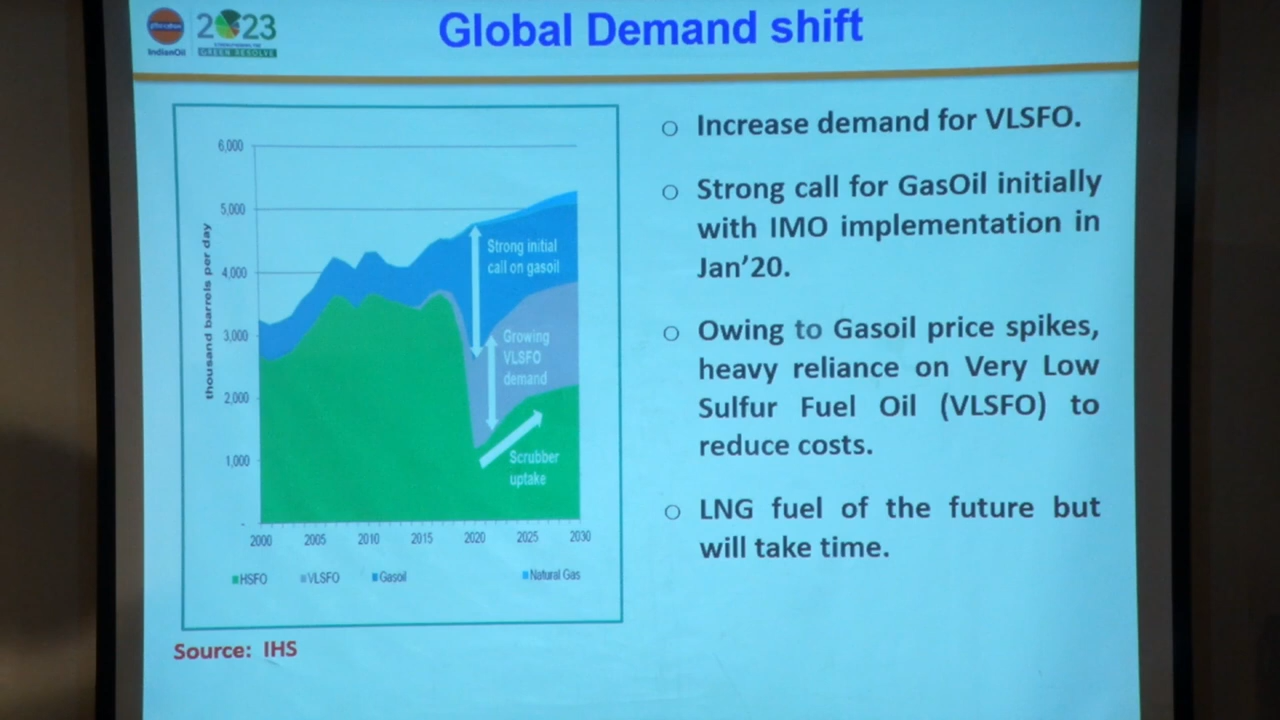 IndianOil
2023
GREEN RESOLVE
Global Demand shift
6,000
5,000
4,000
3,000
2,000
1,000
-
thousand barrels per day
Strong initial
call on gasoil
Growing
VLSFO
demand
Scrubber
uptake
2000 2005 2010 2015 2020 2025 2030
HSFO VLSFO Gasoil Natural Gas
Source: IHS
o Increase demand for VLSFO.
o Strong call for GasOil initially
with IMO implementation in
Jan'20.
o Owing to Gasoil price spikes,
heavy reliance on Very Low
Sulfur Fuel Oil (VLSFO) to
reduce costs.
o LNG fuel of the future but
will take time.